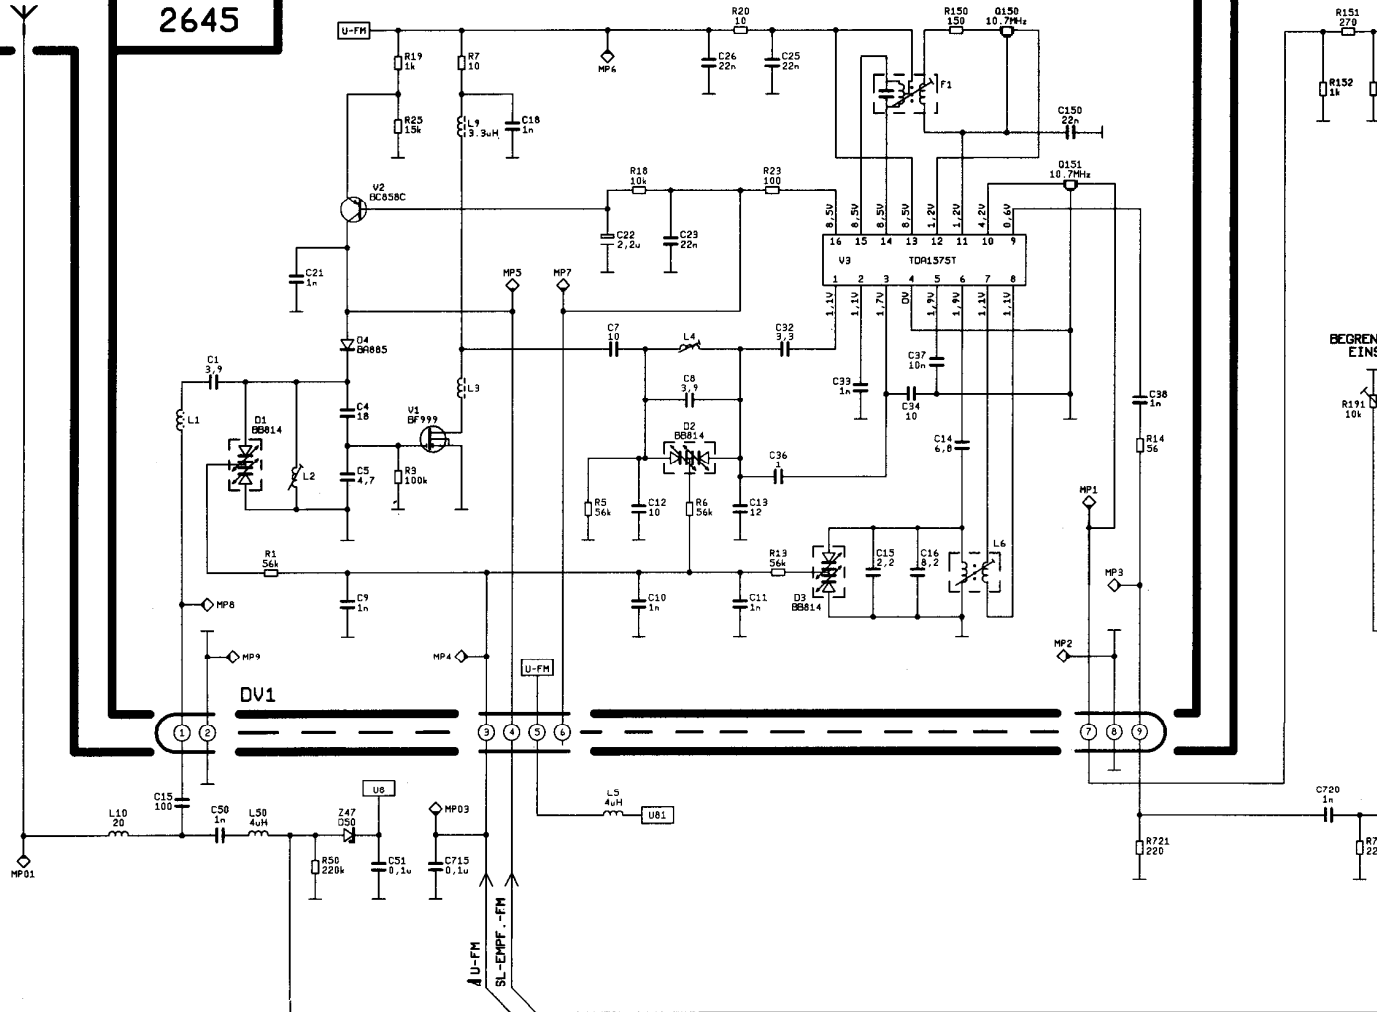 2645
U-FM
R20
10
R150
150
Q150
10.7MHz
R151
270
R19
1k
R7
10
MP6
C26
22n
C25
22n
F1
R152
1k
R25
15k
L9
3.3uH
C18
1n
C150
22n
V2
BC858C
R18
10k
R23
100
Q151
10.7MHz
8,5V
8,5V
8,5V
8,5V
1,2V
1,2V
4,2V
0,6V
C22
2,2u
C23
22n
16 15 14 13 12 11 10 9
V3 TDA1575T
1 2 3 4 5 6 7 8
C21
1n
MP5
MP7
1,1V
1,1V
1,7V
0V
1,9V
1,9V
1,1V
1,1V
D4
BA885
C7
10
L4
C32
3,3
C37
10n
BEGREN
EINS
C1
3,9
L1
D1
BB814
C4
18
V1
BF999
L3
C8
3,9
C33
1n
C34
10
C38
1n
R191
10k
D2
BB814
L2
C5
4,7
R3
100k
C36
1
C14
6,8
R14
56
R5
56k
C12
10
R6
56k
C13
12
MP1
R1
56k
R13
56k
C15
2,2
C16
8,2
L6
MP3
MP8
C9
1n
C10
1n
C11
1n
D3
BB814
MP9
MP4
U-FM
MP2
DV1
1 2 3 4 5 6 7 8 9
C15
100
U8
L5
4uH
U81
C720
1n
L10
20
C50
1n
L50
4uH
Z47
D50
MP03
MP01
R50
220k
C51
0,1u
C715
0,1u
R721
220
R7
22
U-FM
SL-EMPF.-FM